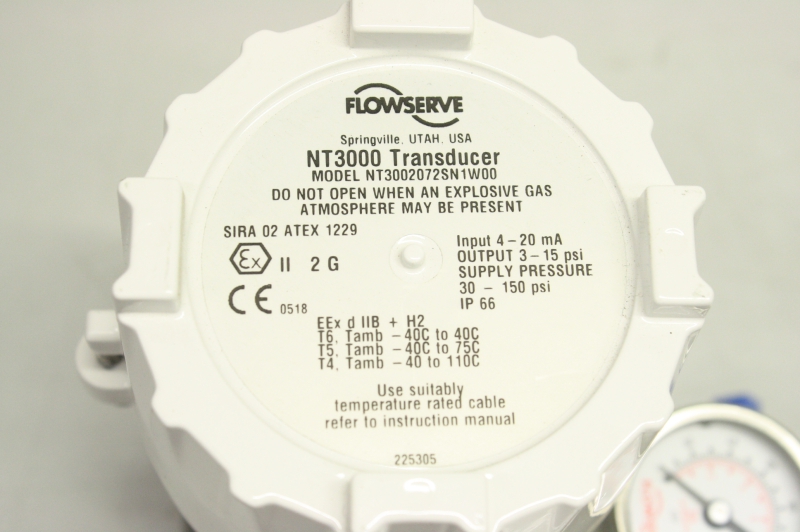 FLOWSERVE
Springville, UTAH, USA
NT3000 Transducer
MODEL NT3002072SN1W00
DO NOT OPEN WHEN AN EXPLOSIVE GAS
ATMOSPHERE MAY BE PRESENT
SIRA 02 ATEX 1229
Ex II 2 G
CE 0518
Input 4 – 20 mA
OUTPUT 3 – 15 psi
SUPPLY PRESSURE
30 – 150 psi
IP 66
EEx d IIB + H2
T6, Tamb – 40C to 40C
T5, Tamb – 40C to 75C
T4, Tamb – 40 to 110C
Use suitably
temperature rated cable
refer to instruction manual
225305